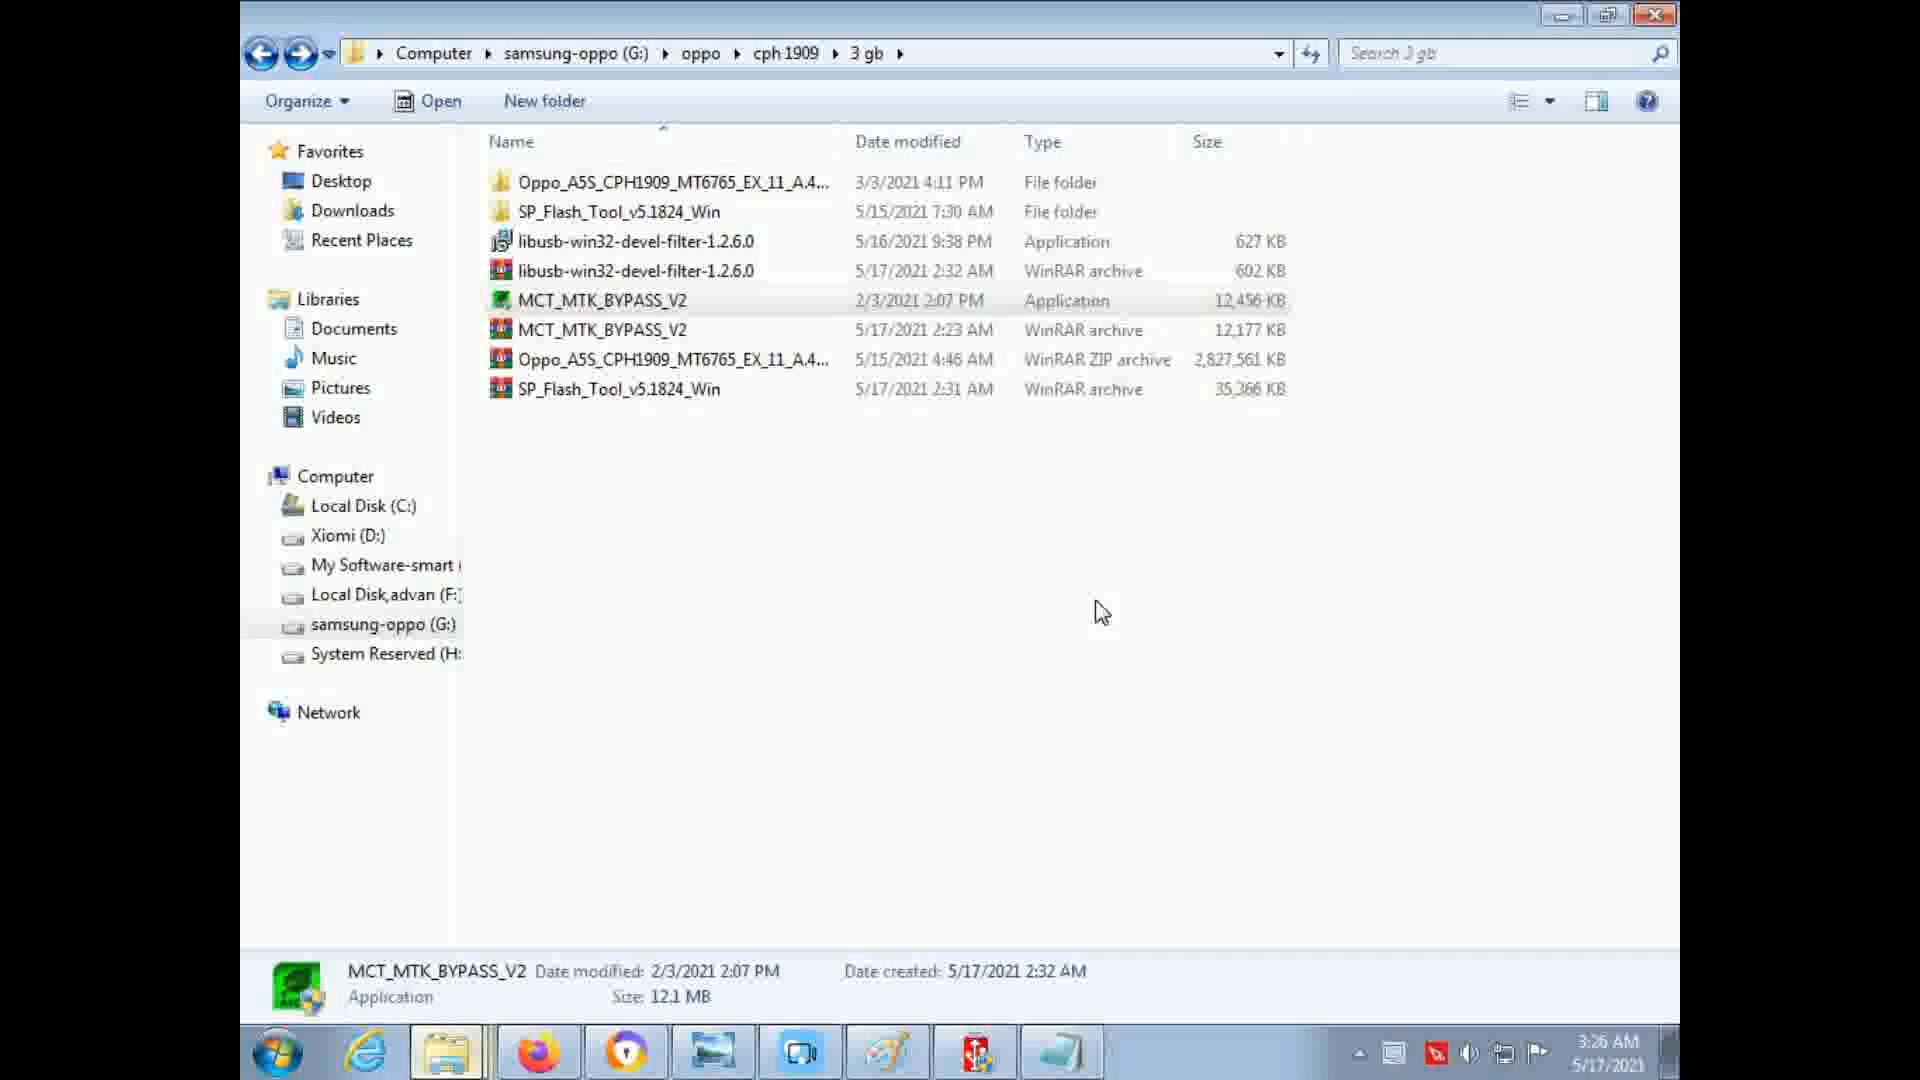 Computer samsung-oppo (G:) oppo cph 1909 3 gb
Search 3 gb
Organize Open New folder
Name Date modified Type Size
Oppo_A5S_CPH1909_MT6765_EX_11_A.4... 3/3/2021 4:11 PM File folder
SP_Flash_Tool_v5.1824_Win 5/15/2021 7:30 AM File folder
libusb-win32-devel-filter-1.2.6.0 5/16/2021 9:38 PM Application 627 KB
libusb-win32-devel-filter-1.2.6.0 5/17/2021 2:32 AM WinRAR archive 602 KB
MCT_MTK_BYPASS_V2 2/3/2021 2:07 PM Application 12,456 KB
MCT_MTK_BYPASS_V2 5/17/2021 2:23 AM WinRAR archive 12,177 KB
Oppo_A5S_CPH1909_MT6765_EX_11_A.4... 5/15/2021 4:46 AM WinRAR ZIP archive 2,827,561 KB
SP_Flash_Tool_v5.1824_Win 5/17/2021 2:31 AM WinRAR archive 35,366 KB
Favorites
Desktop
Downloads
Recent Places
Libraries
Documents
Music
Pictures
Videos
Computer
Local Disk (C:)
Xiomi (D:)
My Software-smart (
Local Disk,advan (F:)
samsung-oppo (G:)
System Reserved (H:
Network
MCT_MTK_BYPASS_V2 Date modified: 2/3/2021 2:07 PM Date created: 5/17/2021 2:32 AM
Application Size: 12.1 MB
3:26 AM
5/17/2021